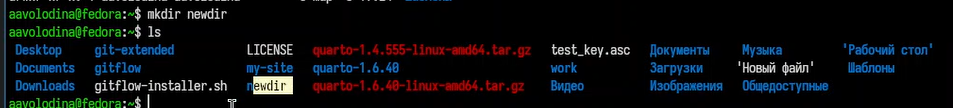 aavolodina@fedora:~$ mkdir newdir
aavolodina@fedora:~$ ls
Desktop git-extended LICENSE quarto-1.4.555-linux-amd64.tar.gz test_key.asc Документы Музыка 'Рабочий стол'
Documents gitflow my-site quarto-1.6.40 work Загрузки 'Новый файл' Шаблоны
Downloads gitflow-installer.sh newdir quarto-1.6.40-linux-amd64.tar.gz Видео Изображения Общедоступные
aavolodina@fedora:~$